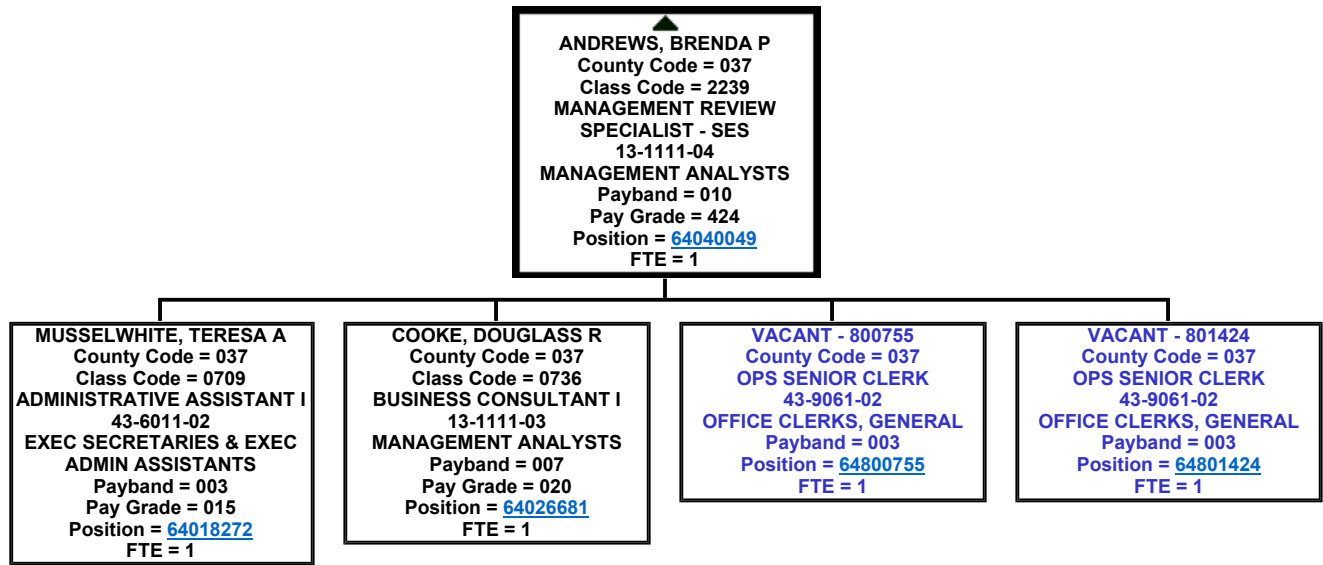 ANDREWS, BRENDA P
County Code = 037
Class Code = 2239
MANAGEMENT REVIEW
SPECIALIST - SES
13-1111-04
MANAGEMENT ANALYSTS
Payband = 010
Pay Grade = 424
Position = 64040049
FTE = 1
MUSSELWHITE, TERESA A
County Code = 037
Class Code = 0709
ADMINISTRATIVE ASSISTANT I
43-6011-02
EXEC SECRETARIES & EXEC
ADMIN ASSISTANTS
Payband = 003
Pay Grade = 015
Position = 64018272
FTE = 1
COOKE, DOUGLASS R
County Code = 037
Class Code = 0736
BUSINESS CONSULTANT I
13-1111-03
MANAGEMENT ANALYSTS
Payband = 007
Pay Grade = 020
Position = 64026681
FTE = 1
VACANT - 800755
County Code = 037
OPS SENIOR CLERK
43-9061-02
OFFICE CLERKS, GENERAL
Payband = 003
Position = 64800755
FTE = 1
VACANT - 801424
County Code = 037
OPS SENIOR CLERK
43-9061-02
OFFICE CLERKS, GENERAL
Payband = 003
Position = 64801424
FTE = 1